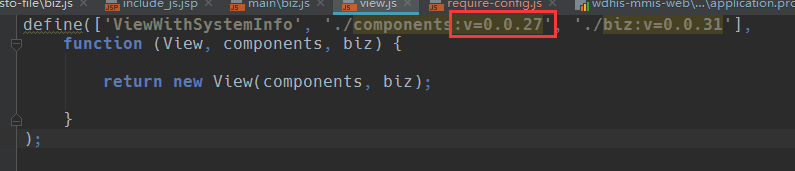 sto-file\biz.js include_js.jsp main\biz.js view.js require-config.js wdhis-mmis-web\...\application.pro
define(['ViewWithSystemInfo', './components:v=0.0.27', './biz:v=0.0.31'],
function (View, components, biz) {
return new View(components, biz);
}
);